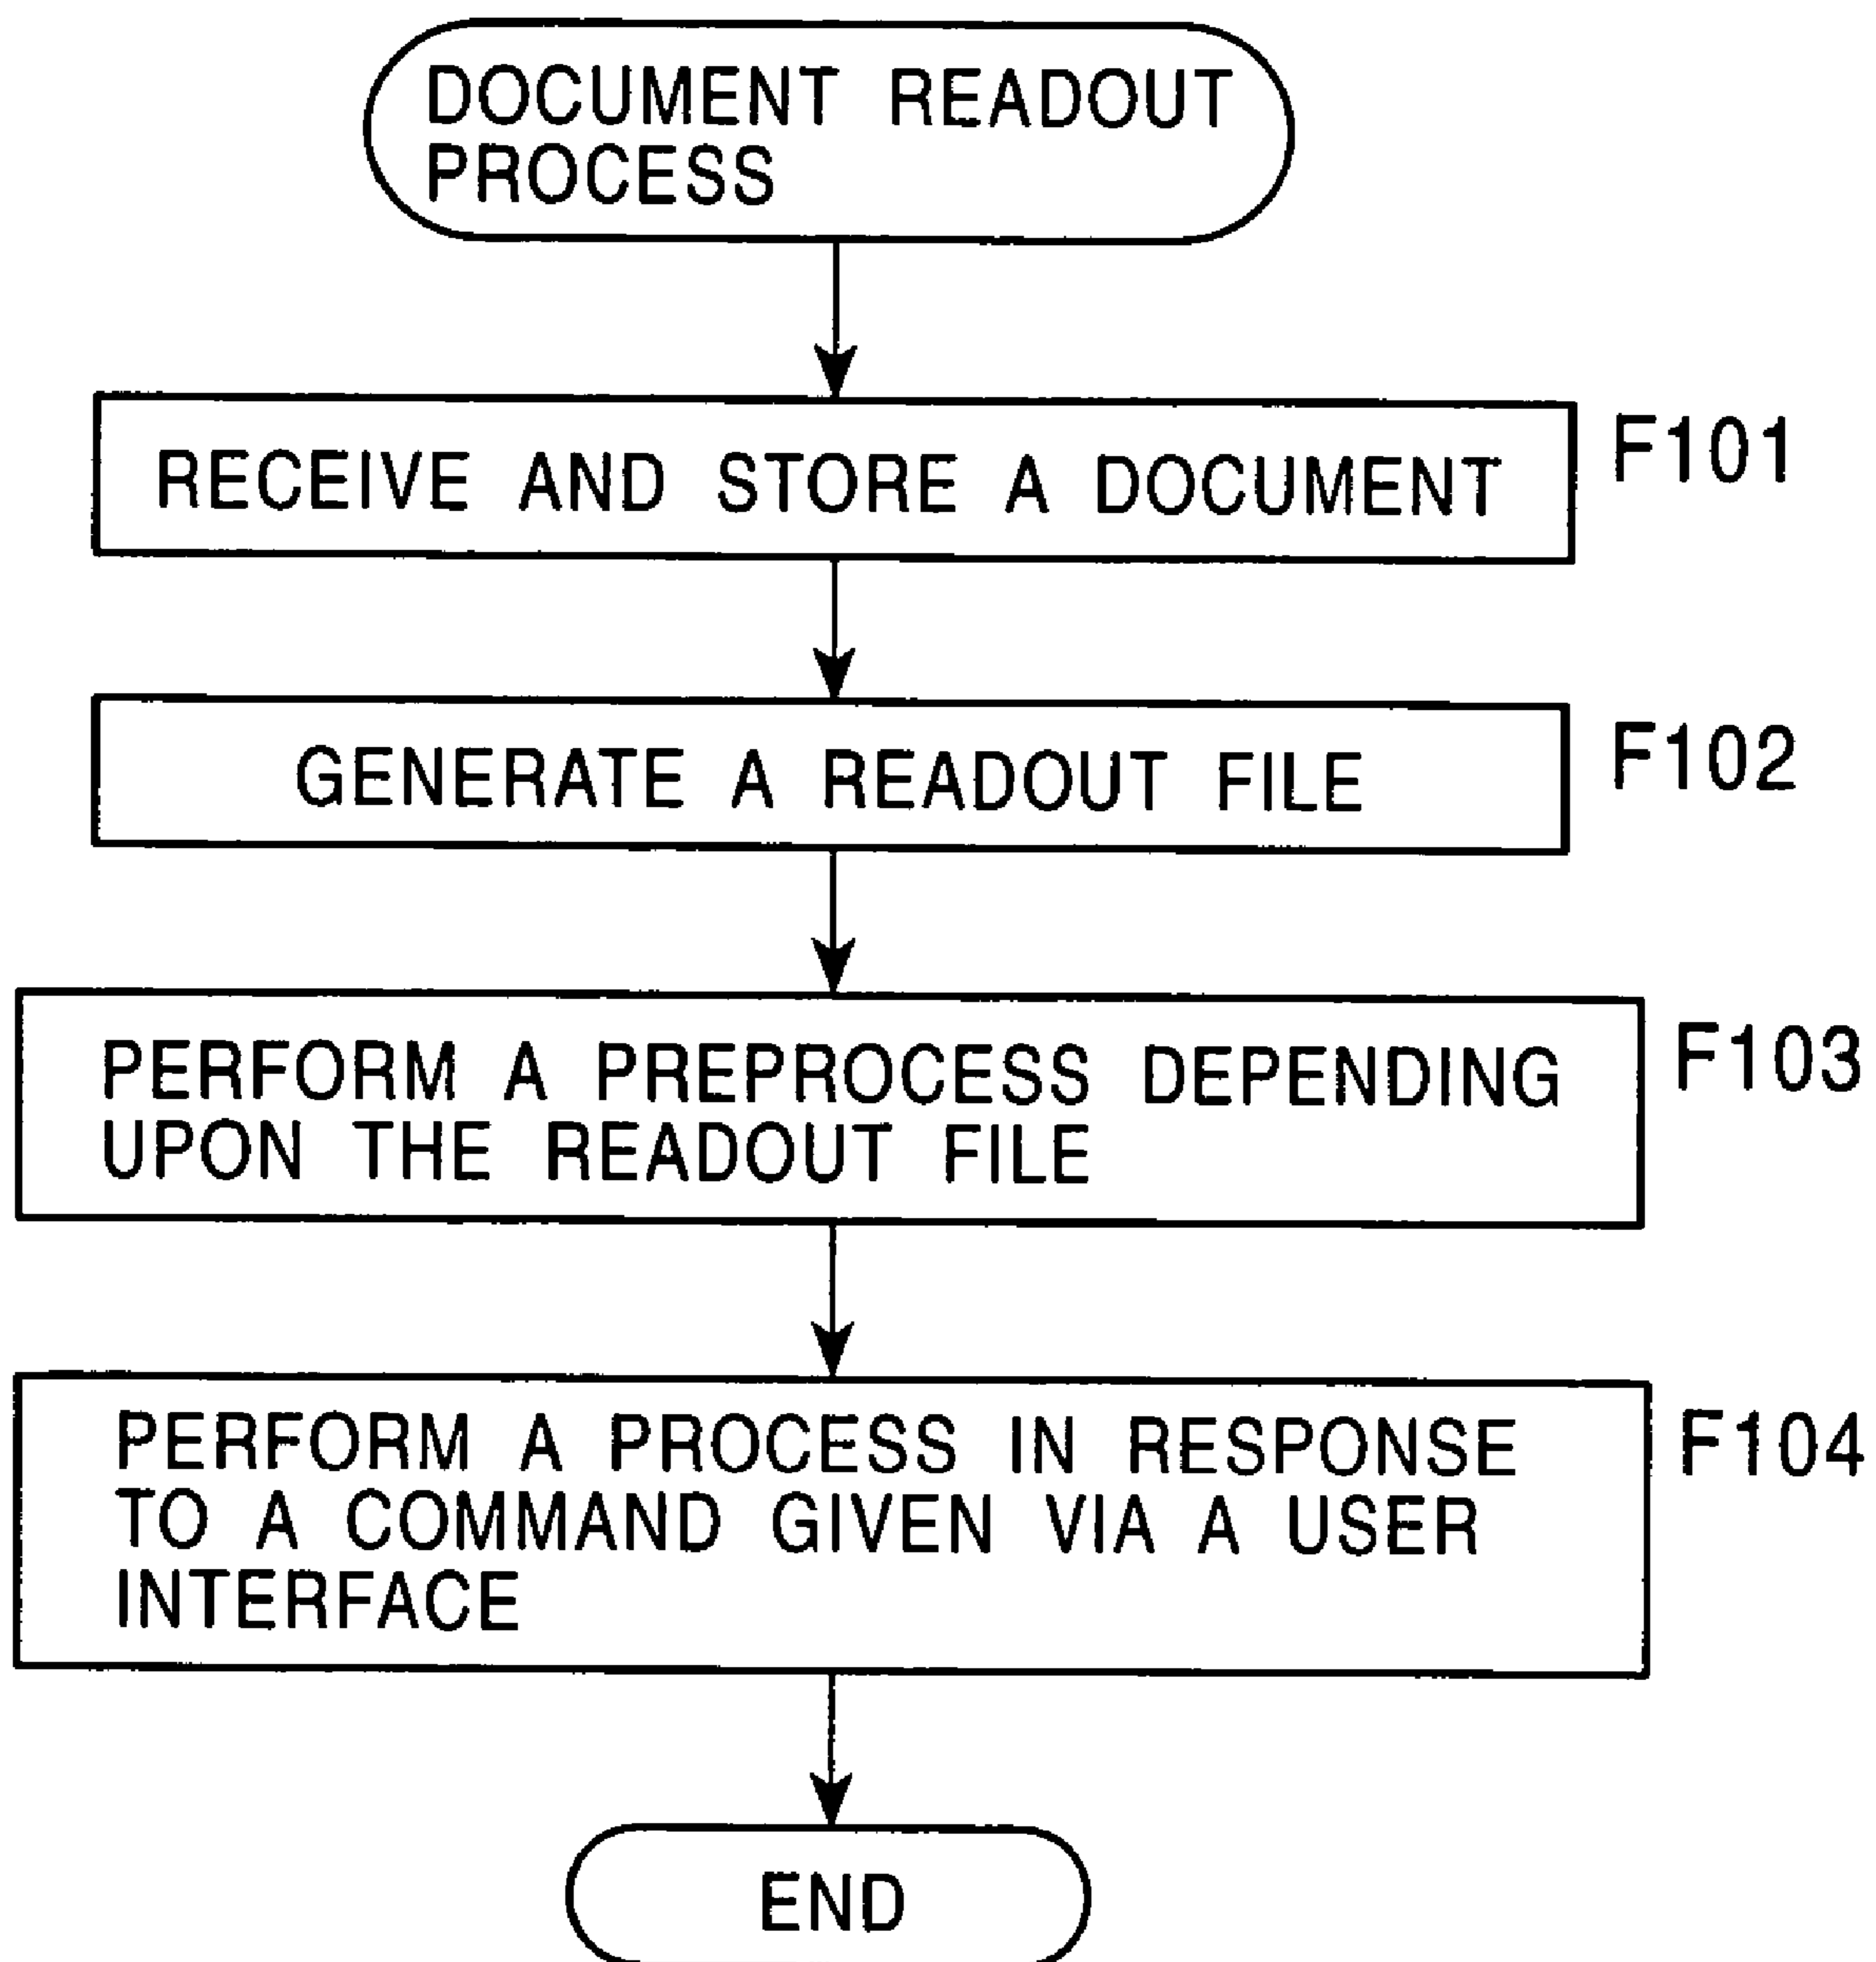 DOCUMENT READOUT
PROCESS
RECEIVE AND STORE A DOCUMENT
F101
GENERATE A READOUT FILE
F102
PERFORM A PREPROCESS DEPENDING
UPON THE READOUT FILE
F103
PERFORM A PROCESS IN RESPONSE
TO A COMMAND GIVEN VIA A USER
INTERFACE
F104
END